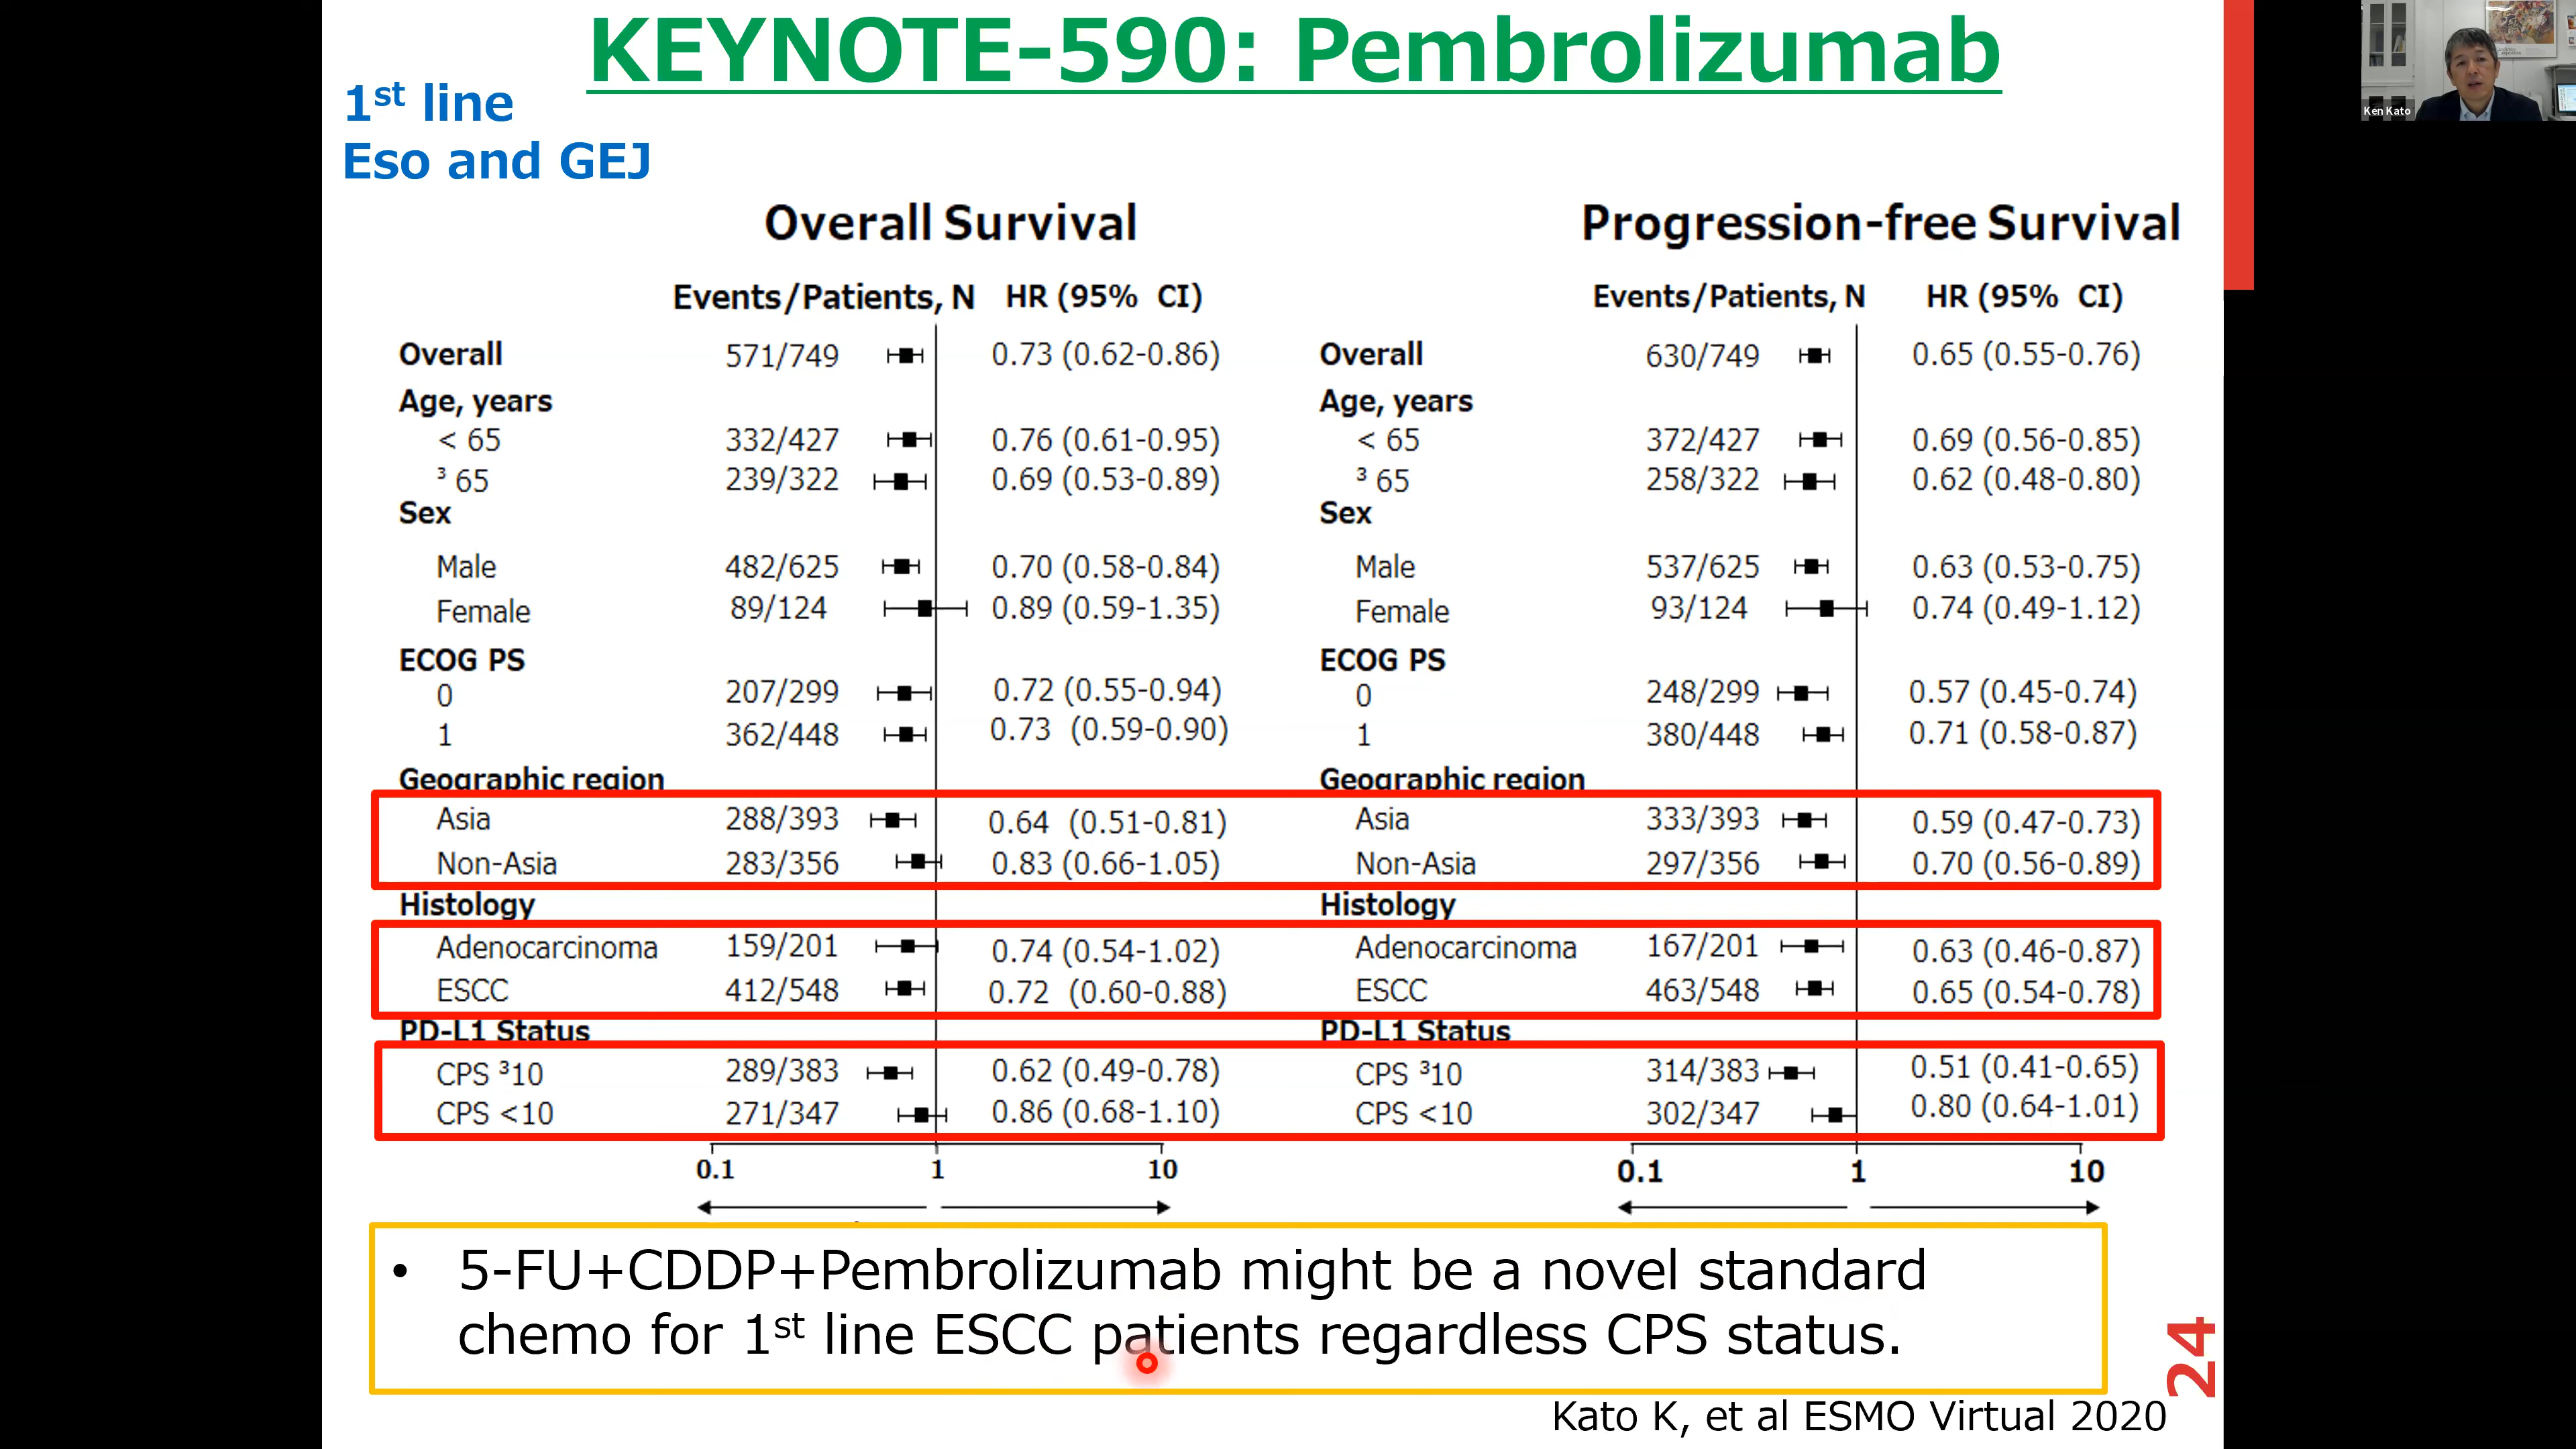 KEYNOTE-590: Pembrolizumab
1st line
Eso and GEJ
Ken Kato
Overall Survival
Events/Patients, N HR (95% CI)
Overall 571/749 0.73 (0.62-0.86)
Age, years
< 65 332/427 0.76 (0.61-0.95)
³ 65 239/322 0.69 (0.53-0.89)
Sex
Male 482/625 0.70 (0.58-0.84)
Female 89/124 0.89 (0.59-1.35)
ECOG PS
0 207/299 0.72 (0.55-0.94)
1 362/448 0.73 (0.59-0.90)
Geographic region
Asia 288/393 0.64 (0.51-0.81)
Non-Asia 283/356 0.83 (0.66-1.05)
Histology
Adenocarcinoma 159/201 0.74 (0.54-1.02)
ESCC 412/548 0.72 (0.60-0.88)
PD-L1 Status
CPS ³10 289/383 0.62 (0.49-0.78)
CPS <10 271/347 0.86 (0.68-1.10)
0.1 1 10
Progression-free Survival
Events/Patients, N HR (95% CI)
Overall 630/749 0.65 (0.55-0.76)
Age, years
< 65 372/427 0.69 (0.56-0.85)
³ 65 258/322 0.62 (0.48-0.80)
Sex
Male 537/625 0.63 (0.53-0.75)
Female 93/124 0.74 (0.49-1.12)
ECOG PS
0 248/299 0.57 (0.45-0.74)
1 380/448 0.71 (0.58-0.87)
Geographic region
Asia 333/393 0.59 (0.47-0.73)
Non-Asia 297/356 0.70 (0.56-0.89)
Histology
Adenocarcinoma 167/201 0.63 (0.46-0.87)
ESCC 463/548 0.65 (0.54-0.78)
PD-L1 Status
CPS ³10 314/383 0.51 (0.41-0.65)
CPS <10 302/347 0.80 (0.64-1.01)
0.1 1 10
• 5-FU+CDDP+Pembrolizumab might be a novel standard
chemo for 1st line ESCC patients regardless CPS status.
24
Kato K, et al ESMO Virtual 2020